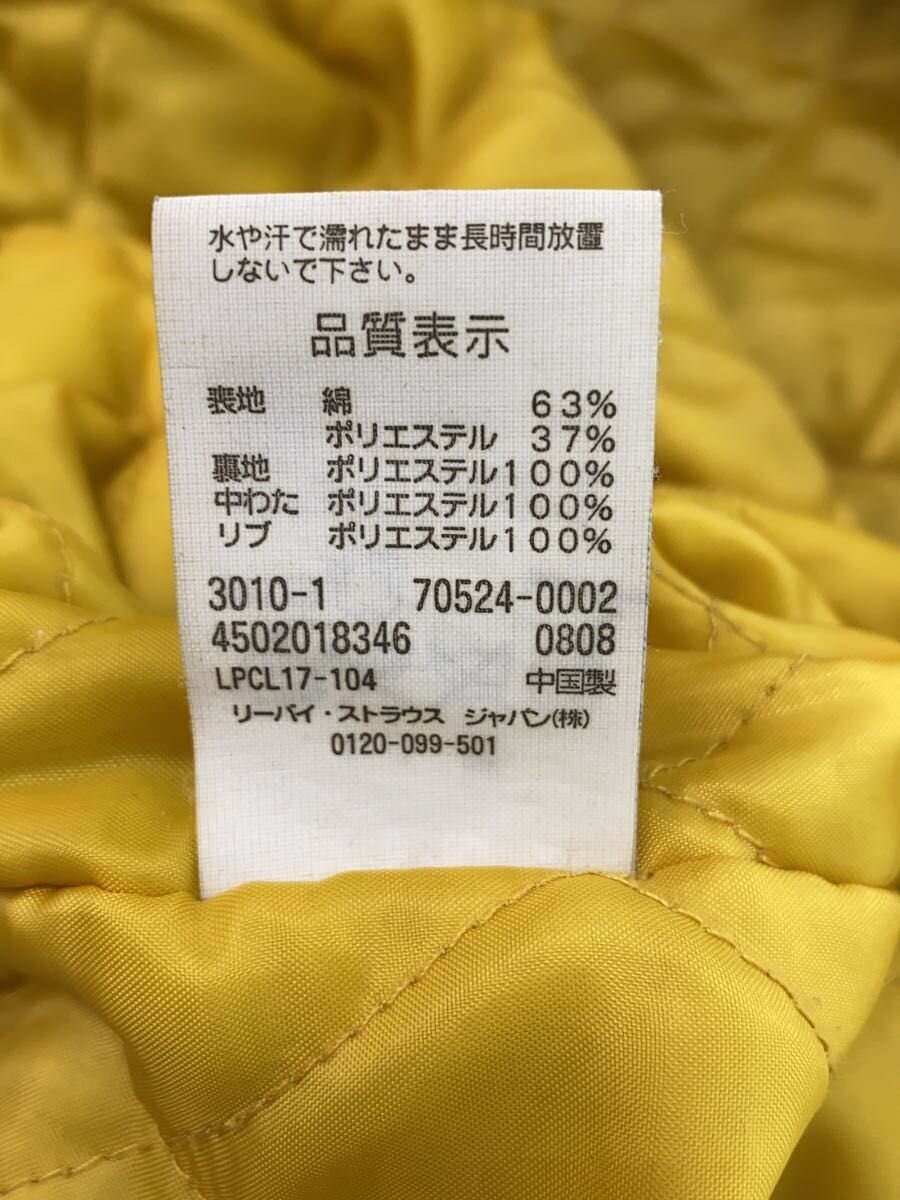 水や汗で濡れたまま長時間放置
しないで下さい。
品質表示
表地 綿 63%
ポリエステル 37%
裏地 ポリエステル100%
中わた ポリエステル100%
リブ ポリエステル100%
3010-1 70524-0002
4502018346 0808
LPCL17-104 中国製
リーバイ・ストラウス ジャパン(株)
0120-099-501